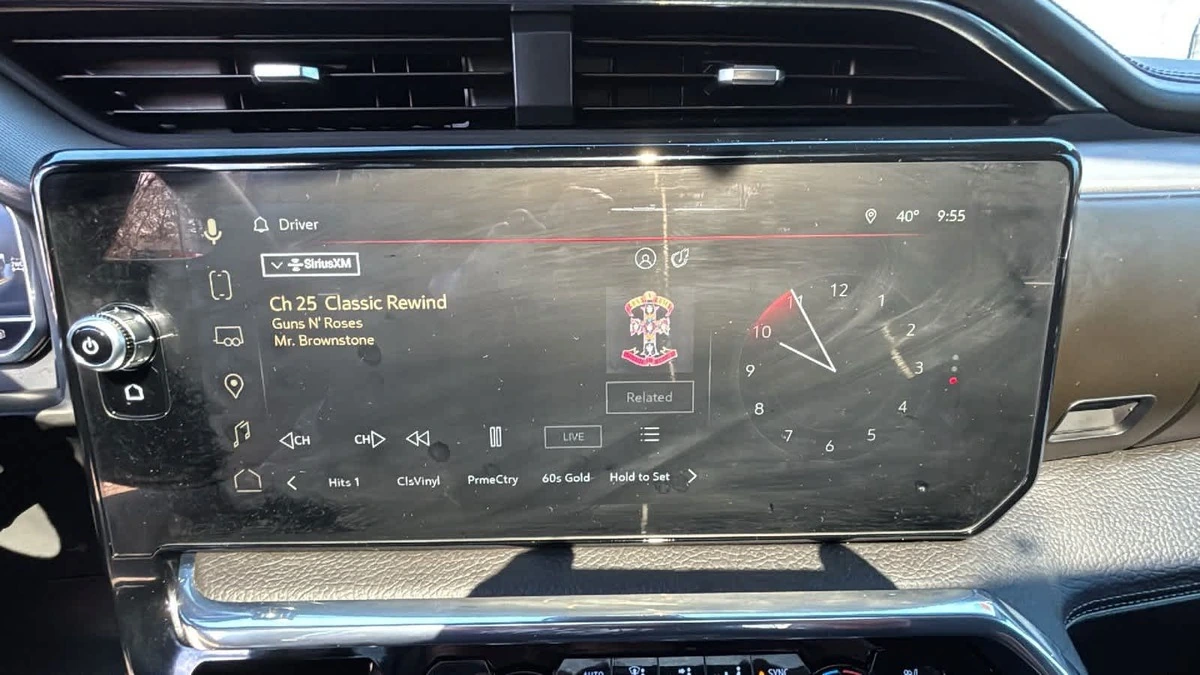 Driver
40° 9:55
SiriusXM
Ch 25 Classic Rewind
Guns N' Roses
Mr. Brownstone
Related
12
11
1
10
2
9
3
8
4
7
5
6
CH
CH
LIVE
Hits 1
ClsVinyl
PrmeCtry
60s Gold
Hold to Set
AUTO
SYNC